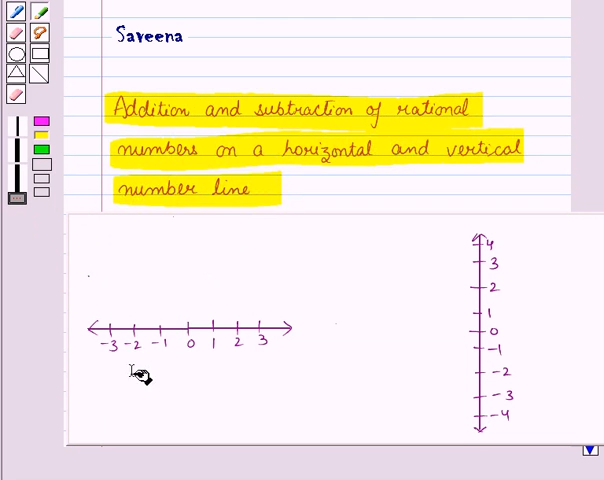 Saveena
Addition and subtraction of rational
numbers on a horizontal and vertical
number line
-3 -2 -1 0 1 2 3
4
3
2
1
0
-1
-2
-3
-4